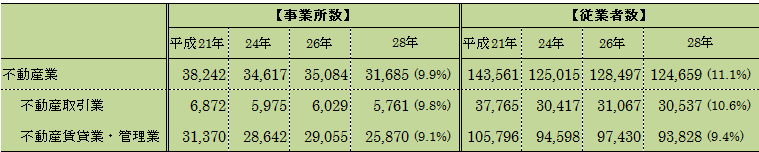 【事業所数】 【従業者数】
平成21年 24年 26年 28年 平成21年 24年 26年 28年
不動産業 38,242 34,617 35,084 31,685 (9.9%) 143,561 125,015 128,497 124,659 (11.1%)
不動産取引業 6,872 5,975 6,029 5,761 (9.8%) 37,765 30,417 31,067 30,537 (10.6%)
不動産賃貸業・管理業 31,370 28,642 29,055 25,870 (9.1%) 105,796 94,598 97,430 93,828 (9.4%)